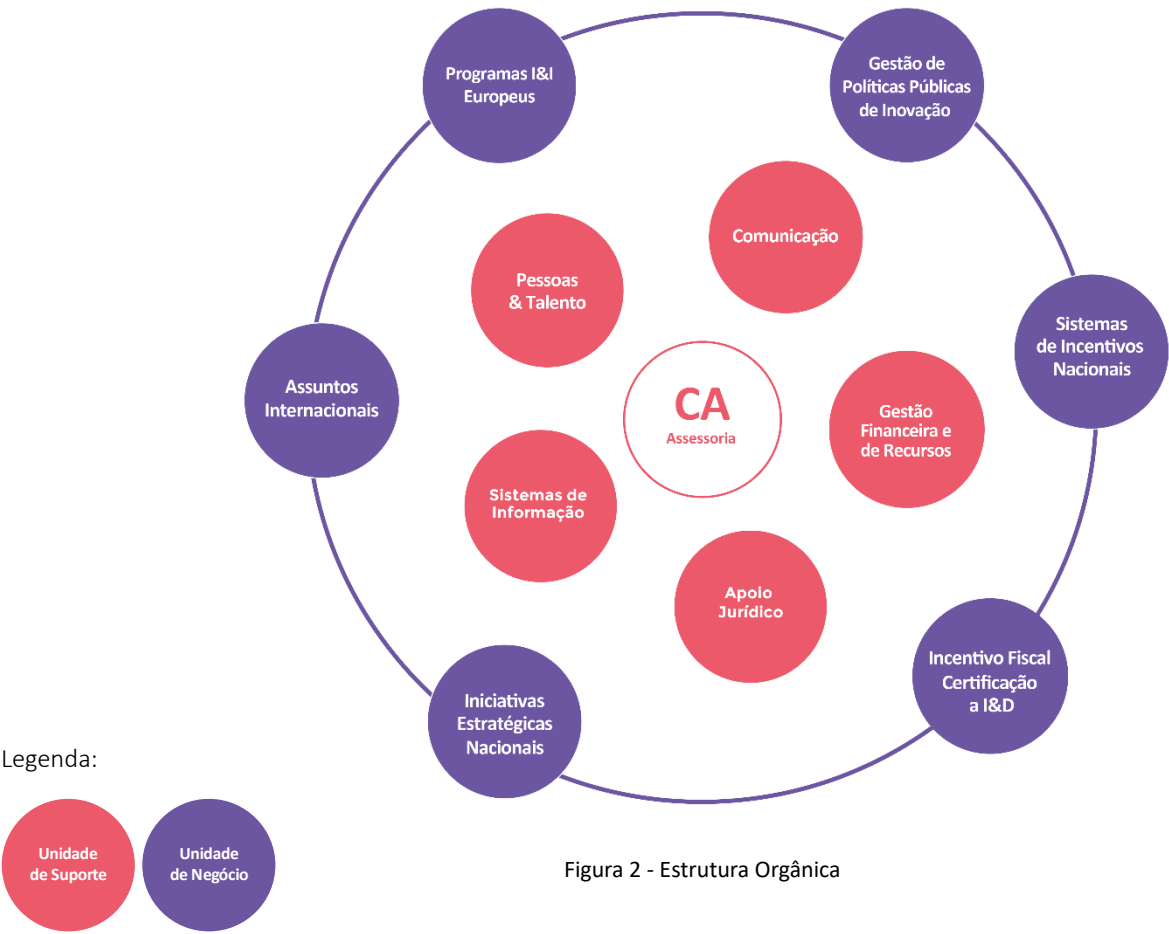 Programas I&I
Europeus
Gestão de
Políticas Públicas
de Inovação
Comunicação
Pessoas
& Talento
Sistemas
de Incentivos
Nacionais
Assuntos
Internacionais
CA
Assessoria
Gestão
Financeira e
de Recursos
Sistemas de
Informação
Apoio
Jurídico
Incentivo Fiscal
Certificação
a I&D
Iniciativas
Estratégicas
Nacionais
Legenda:
Unidade
de Suporte
Unidade
de Negócio
Figura 2 - Estrutura Orgânica